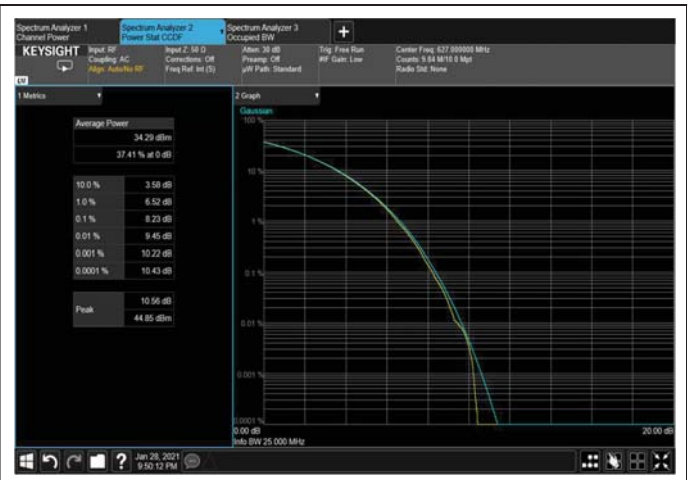 Spectrum Analyzer 1
Channel Power
Spectrum Analyzer 2
Power Stat CCDF
Spectrum Analyzer 3
Occupied BW
+
KEYSIGHT
Input: RF
Coupling: AC
Align: Auto/No RF
Input Z: 50 Ω
Corrections: Off
Freq Ref: Int (S)
Atten: 30 dB
Preamp: Off
µW Path: Standard
Trig: Free Run
#IF Gain: Low
Center Freq: 627.000000 MHz
Counts: 9.84 M/10.0 Mpt
Radio Std: None
1 Metrics
Average Power
34.29 dBm
37.41 % at 0 dB
10.0 % 3.58 dB
1.0 % 6.52 dB
0.1 % 8.23 dB
0.01 % 9.45 dB
0.001 % 10.22 dB
0.0001 % 10.43 dB
Peak
10.56 dB
44.85 dBm
2 Graph
Gaussian
100 %
10 %
1 %
0.1 %
0.01 %
0.001 %
0.0001 %
0.00 dB
20.00 dB
Info BW 25.000 MHz
?
Jan 28, 2021
9:50:12 PM